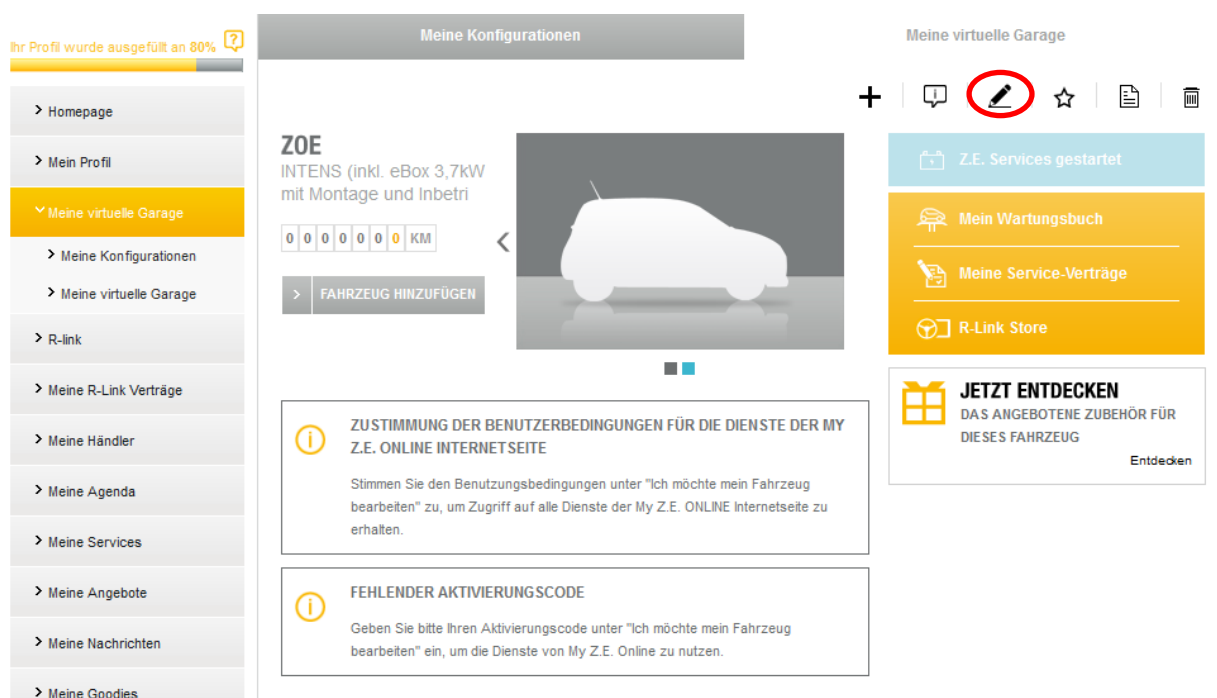 Ihr Profil wurde ausgefüllt an 80% ?
Meine Konfigurationen
Meine virtuelle Garage
Homepage
Mein Profil
Meine virtuelle Garage
Meine Konfigurationen
Meine virtuelle Garage
R-link
Meine R-Link Verträge
Meine Händler
Meine Agenda
Meine Services
Meine Angebote
Meine Nachrichten
Meine Goodies
ZOE
INTENS (inkl. eBox 3,7kW
mit Montage und Inbetri
0 0 0 0 0 0 0 KM
FAHRZEUG HINZUFÜGEN
ZUSTIMMUNG DER BENUTZERBEDINGUNGEN FÜR DIE DIENSTE DER MY
Z.E. ONLINE INTERNETSEITE
Stimmen Sie den Benutzungsbedingungen unter "Ich möchte mein Fahrzeug
bearbeiten" zu, um Zugriff auf alle Dienste der My Z.E. ONLINE Internetseite zu
erhalten.
FEHLENDER AKTIVIERUNGSCODE
Geben Sie bitte Ihren Aktivierungscode unter "Ich möchte mein Fahrzeug
bearbeiten" ein, um die Dienste von My Z.E. Online zu nutzen.
Z.E. Services gestartet
Mein Wartungsbuch
Meine Service-Verträge
R-Link Store
JETZT ENTDECKEN
DAS ANGEBOTENE ZUBEHÖR FÜR
DIESES FAHRZEUG
Entdecken